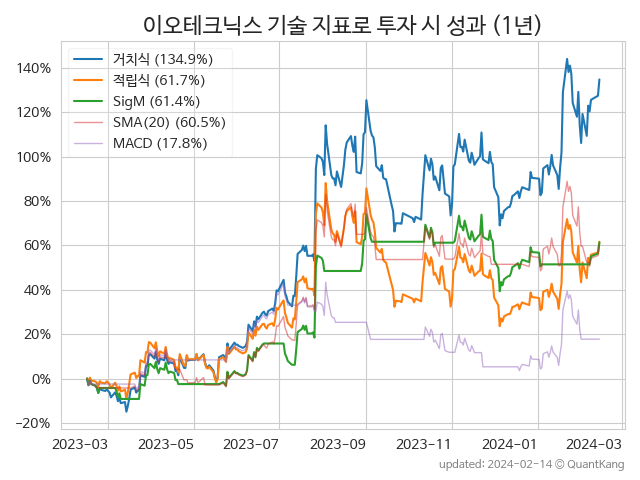 이오테크닉스 기술 지표로 투자 시 성과 (1년)
거치식 (134.9%)
적립식 (61.7%)
SigM (61.4%)
SMA(20) (60.5%)
MACD (17.8%)
140%
120%
100%
80%
60%
40%
20%
0%
−20%
2023-03 2023-05 2023-07 2023-09 2023-11 2024-01 2024-03
updated: 2024-02-14 ⓒ QuantKang